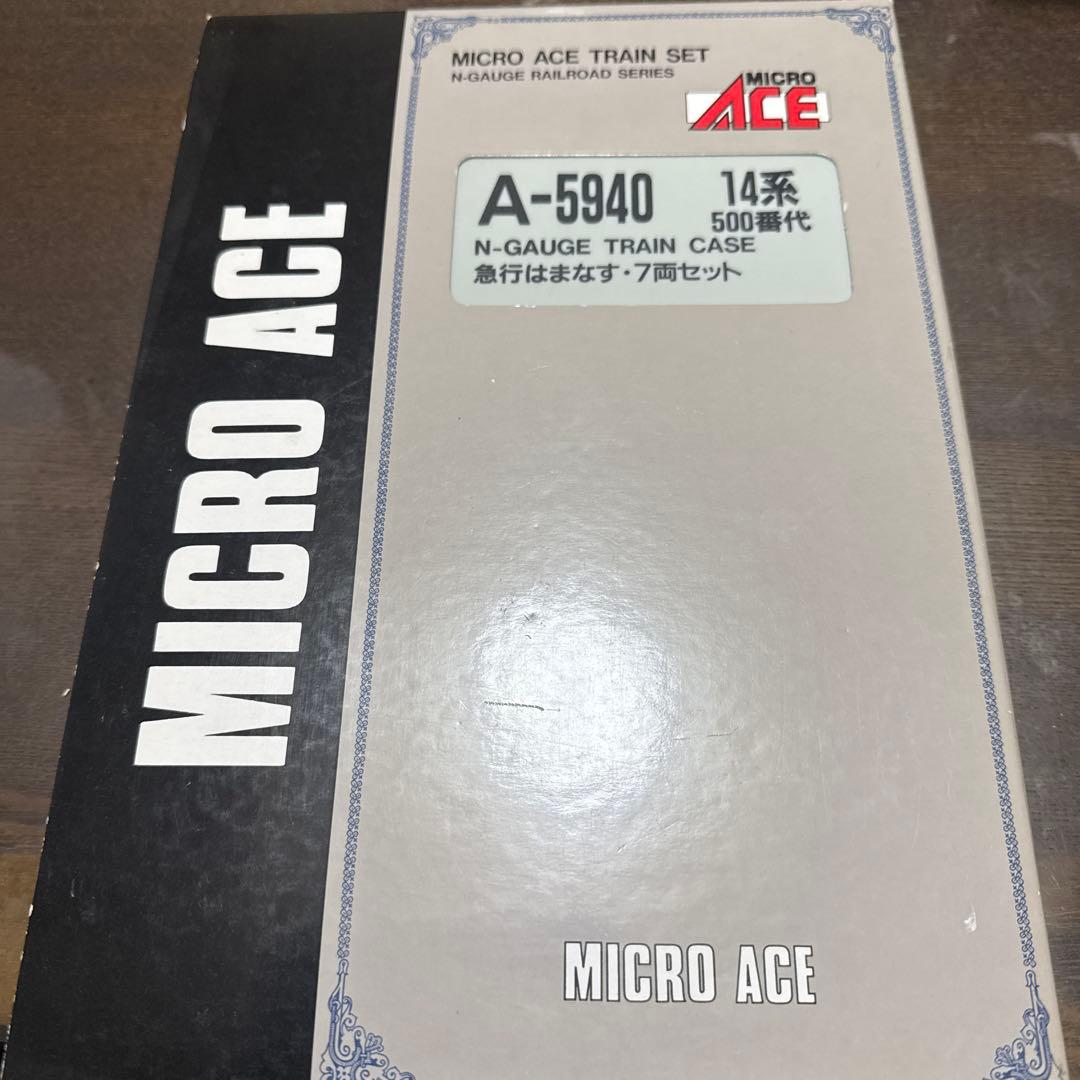 MICRO ACE TRAIN SET
N-GAUGE RAILROAD SERIES
MICRO
ACE
A-5940
14系
500番代
N-GAUGE TRAIN CASE
急行はまなす・7両セット
MICRO ACE
MICRO ACE